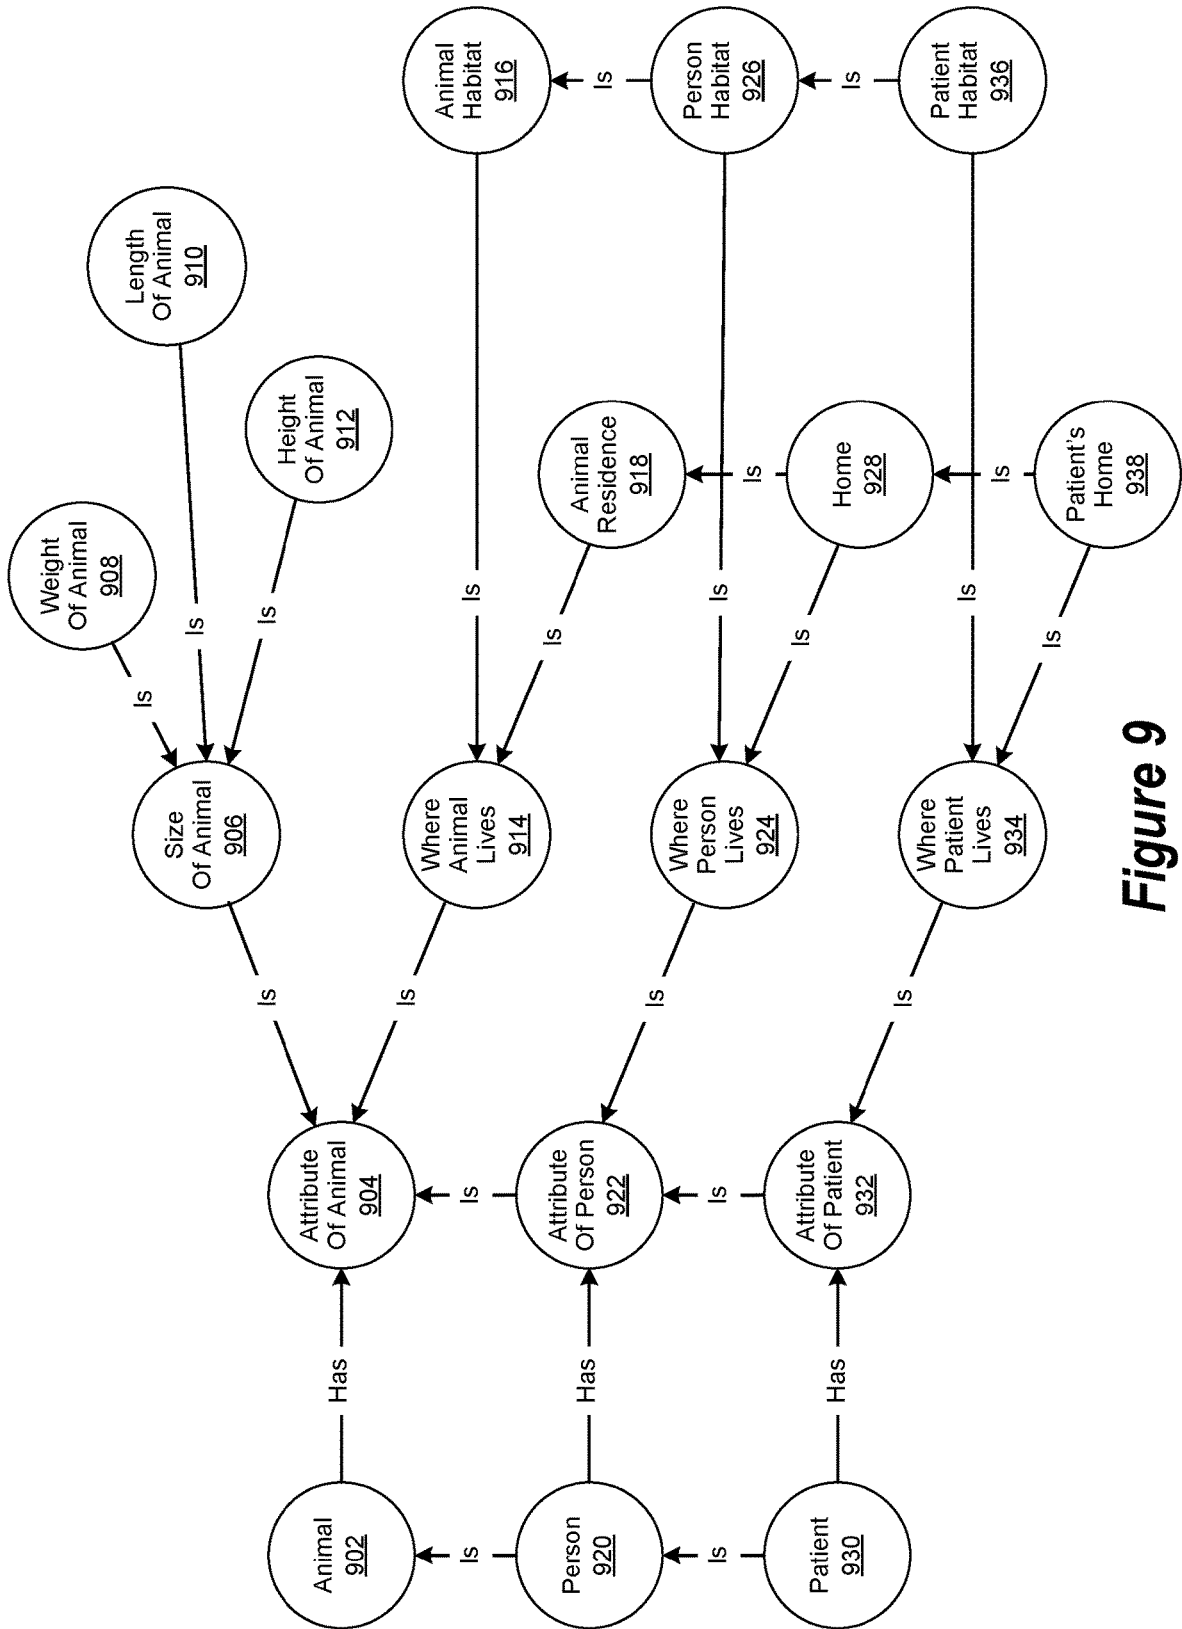 Weight
Of Animal
908
Length
Of Animal
910
Is
Is
Height
Of Animal
912
Is
Size
Of Animal
906
Is
Animal
902
Has
Attribute
Of Animal
904
Is
Where
Animal
Lives
914
Is
Animal
Habitat
916
Is
Animal
Residence
918
Is
Is
Is
Is
Person
920
Has
Attribute
Of Person
922
Is
Where
Person
Lives
924
Is
Person
Habitat
926
Is
Home
928
Is
Is
Is
Is
Patient
930
Has
Attribute
Of Patient
932
Is
Where
Patient
Lives
934
Is
Patient
Habitat
936
Is
Patient's
Home
938
Figure 9